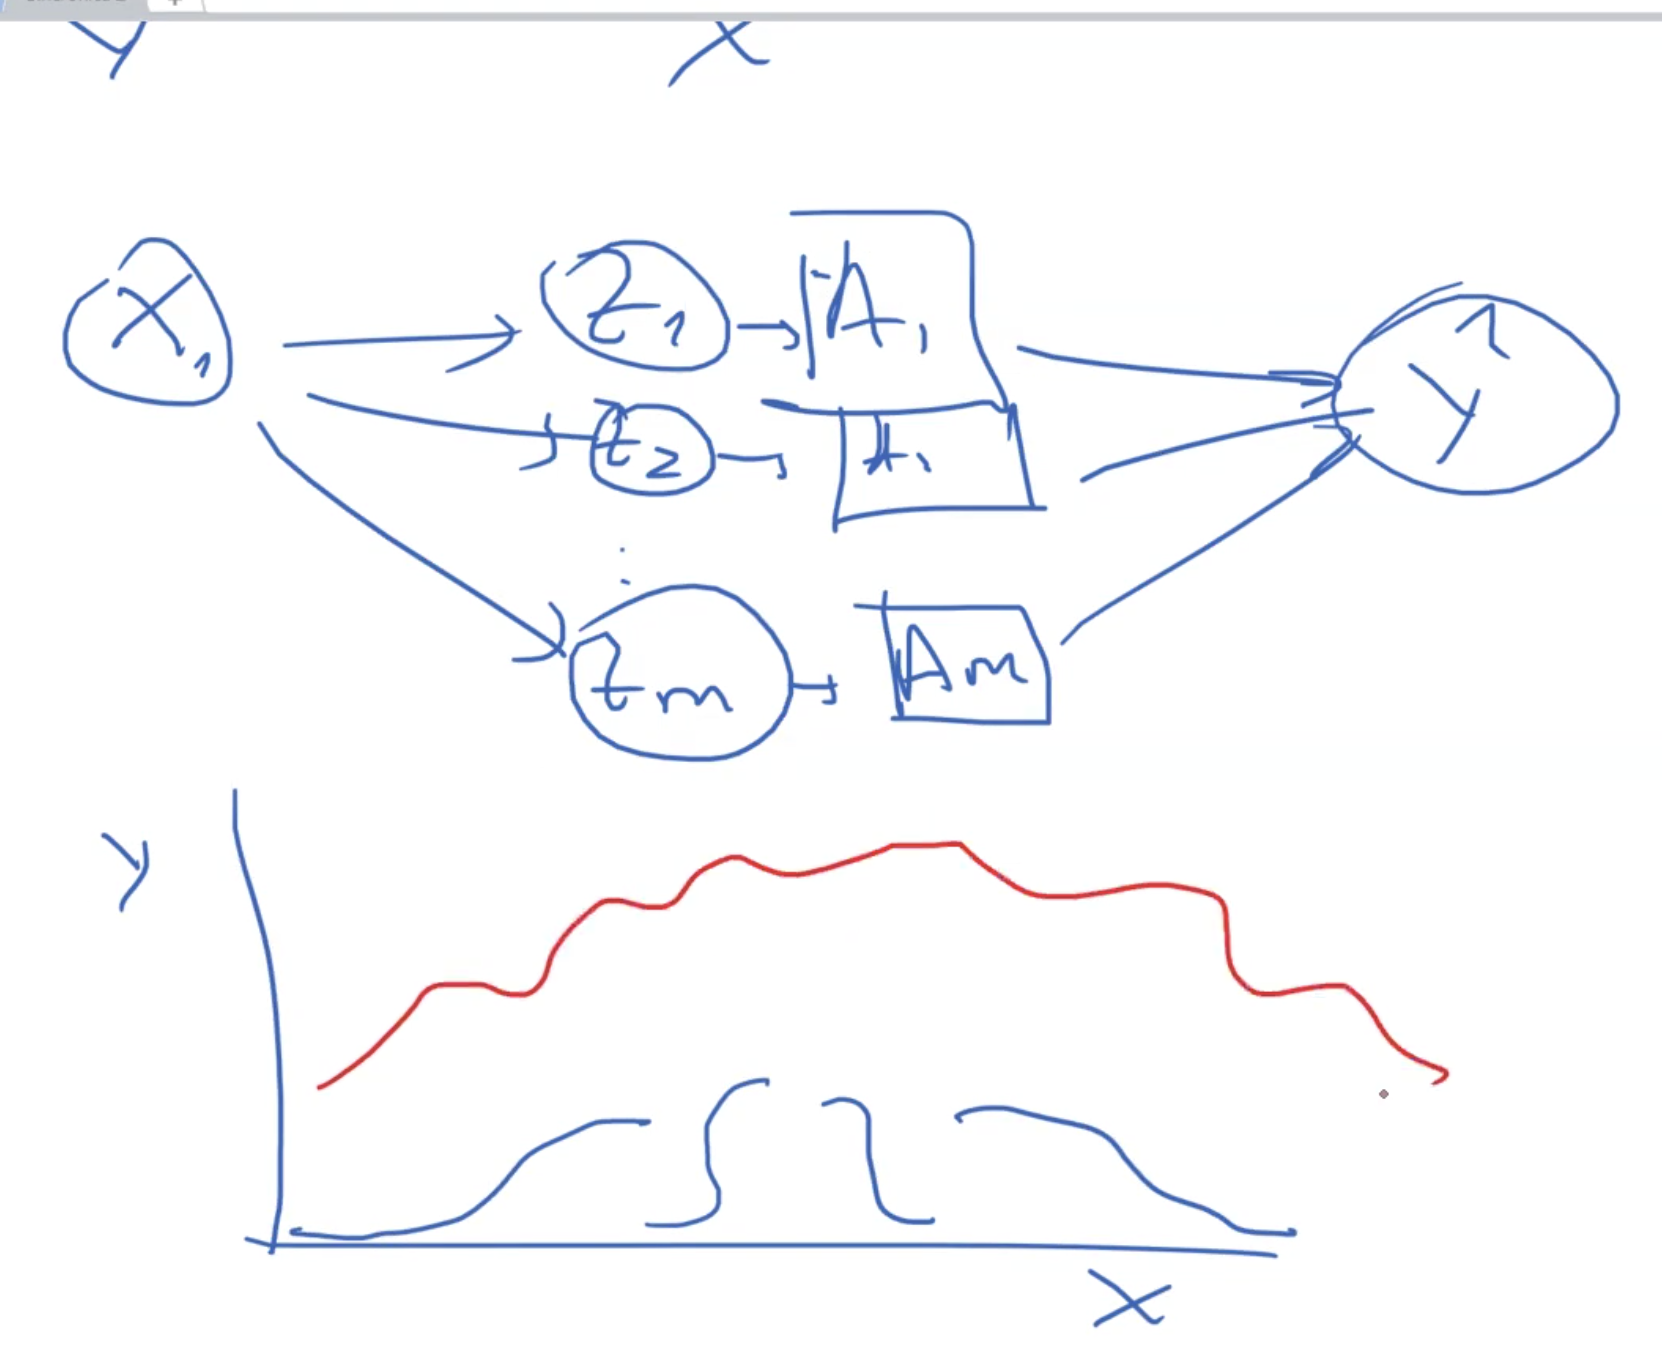 y x
X1 Z1 A1 ŷ
Z2 A1
Zm Am
y
x